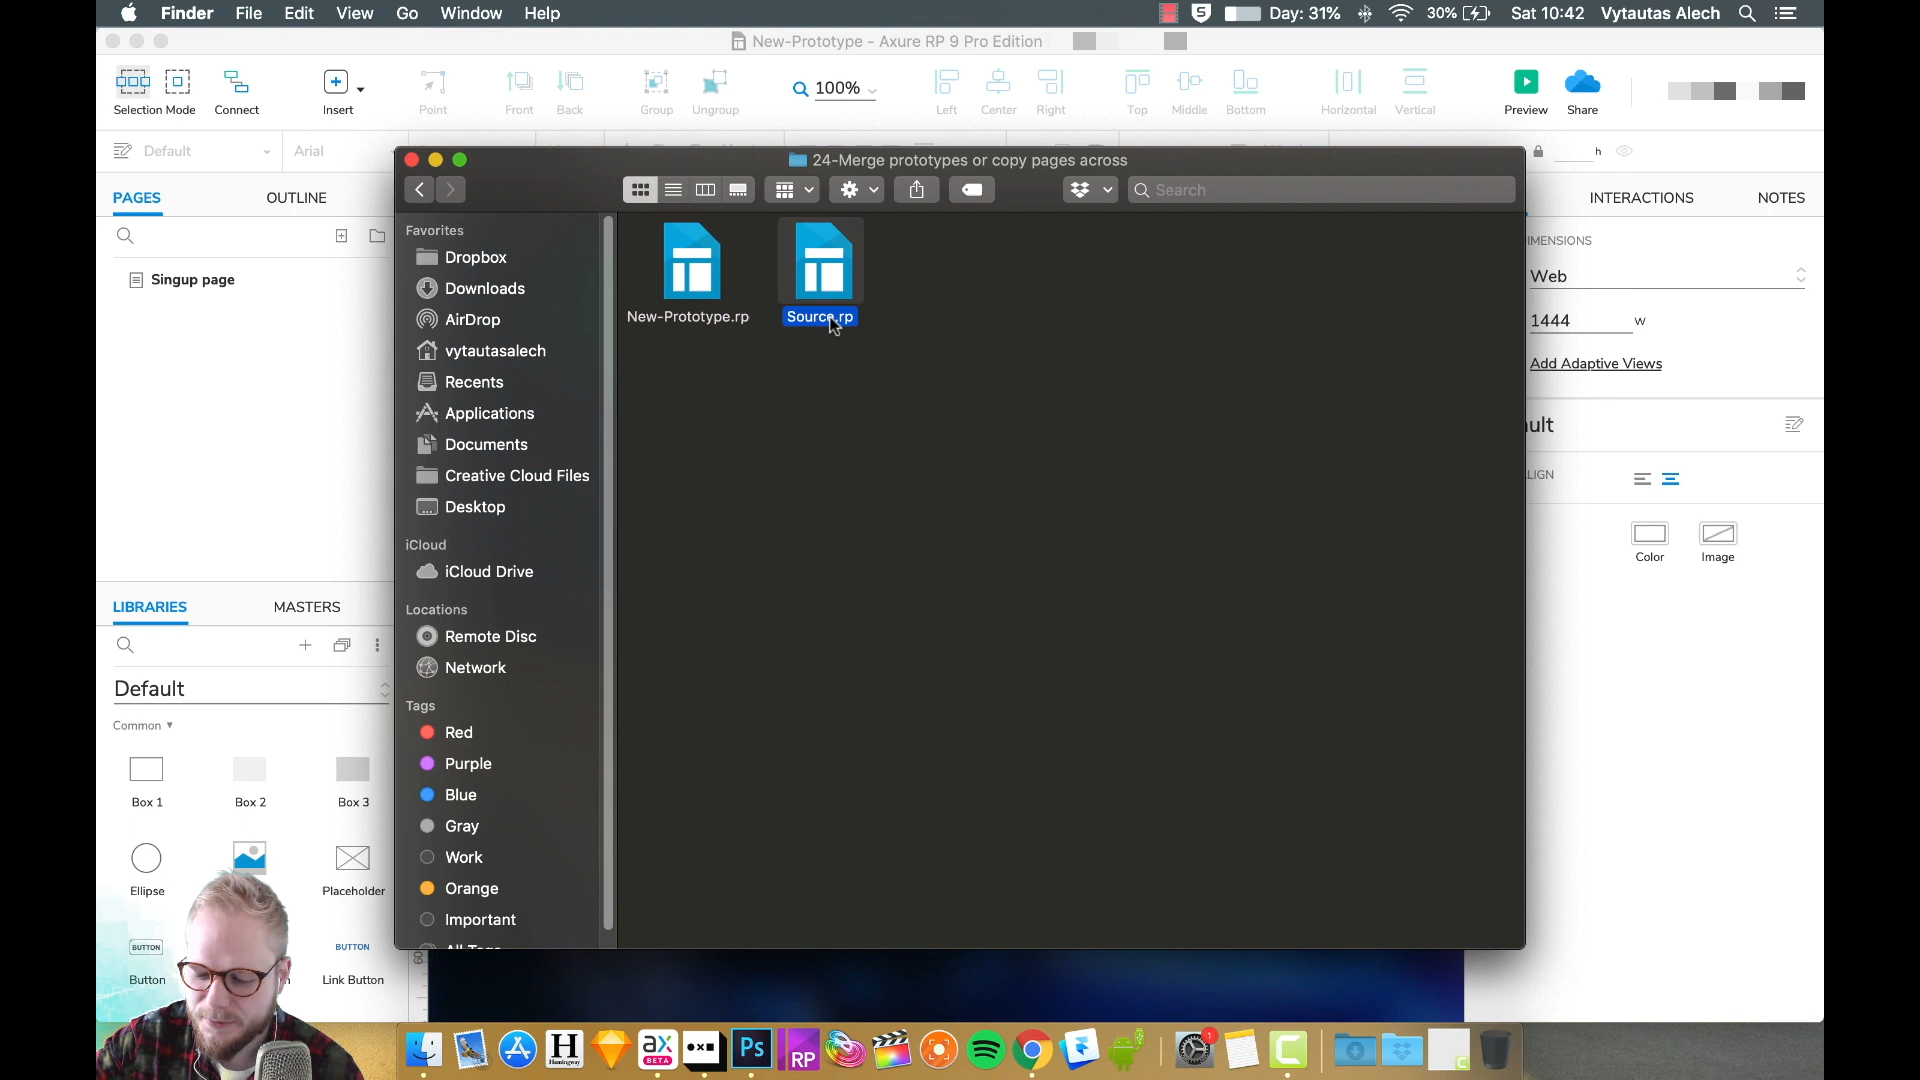 Finder File Edit View Go Window Help
Day: 31% 30% Sat 10:42 Vytautas Alech
New-Prototype - Axure RP 9 Pro Edition
100%
Selection Mode Connect Insert Point Front Back Group Ungroup Left Center Right Top Middle Bottom Horizontal Vertical Preview Share
Default Arial h
24-Merge prototypes or copy pages across
Search
PAGES OUTLINE
INTERACTIONS NOTES
Singup page
Favorites
Dropbox
Downloads
AirDrop
vytautasalech
Recents
Applications
Documents
Creative Cloud Files
Desktop
iCloud
iCloud Drive
Locations
Remote Disc
Network
Tags
Red
Purple
Blue
Gray
Work
Orange
Important
New-Prototype.rp Source.rp
IMENSIONS
Web
1444 w
Add Adaptive Views
ult
LIGN
Color Image
LIBRARIES MASTERS
Default
Common
Box 1 Box 2 Box 3
Ellipse Placeholder
BUTTON BUTTON
Button Link Button
H Hemingway ax BETA Ps RP 1